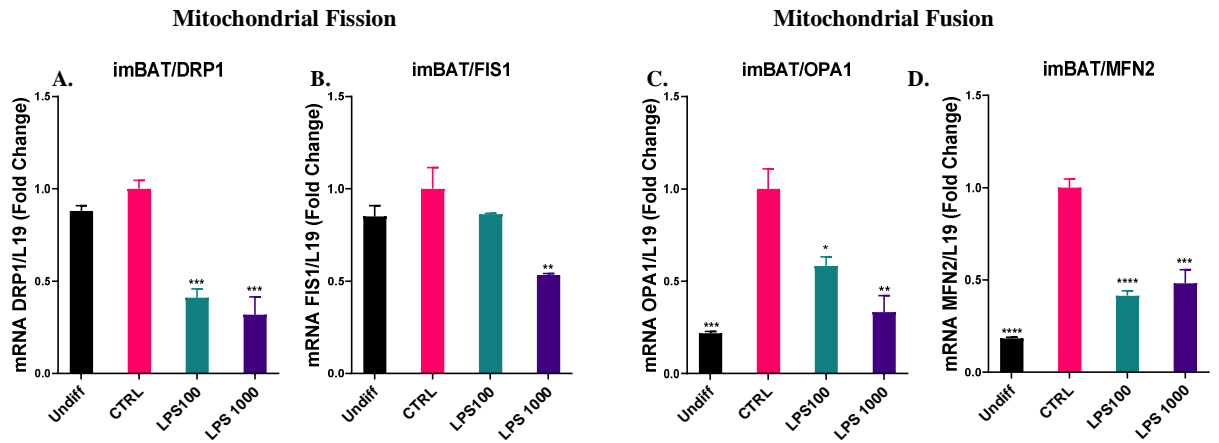 Mitochondrial Fission
Mitochondrial Fusion
A.
imBAT/DRP1
mRNA DRP1/L19 (Fold Change)
1.5
1.0
0.5
0.0
***
***
Undiff
CTRL
LPS100
LPS 1000
B.
imBAT/FIS1
mRNA FIS1/L19 (Fold Change)
1.5
1.0
0.5
0.0
**
Undiff
CTRL
LPS100
LPS 1000
C.
imBAT/OPA1
mRNA OPA1/L19 (Fold Change)
1.5
1.0
0.5
0.0
***
*
**
Undiff
CTRL
LPS100
LPS 1000
D.
imBAT/MFN2
mRNA MFN2/L19 (Fold Change)
1.5
1.0
0.5
0.0
****
****
***
Undiff
CTRL
LPS100
LPS 1000